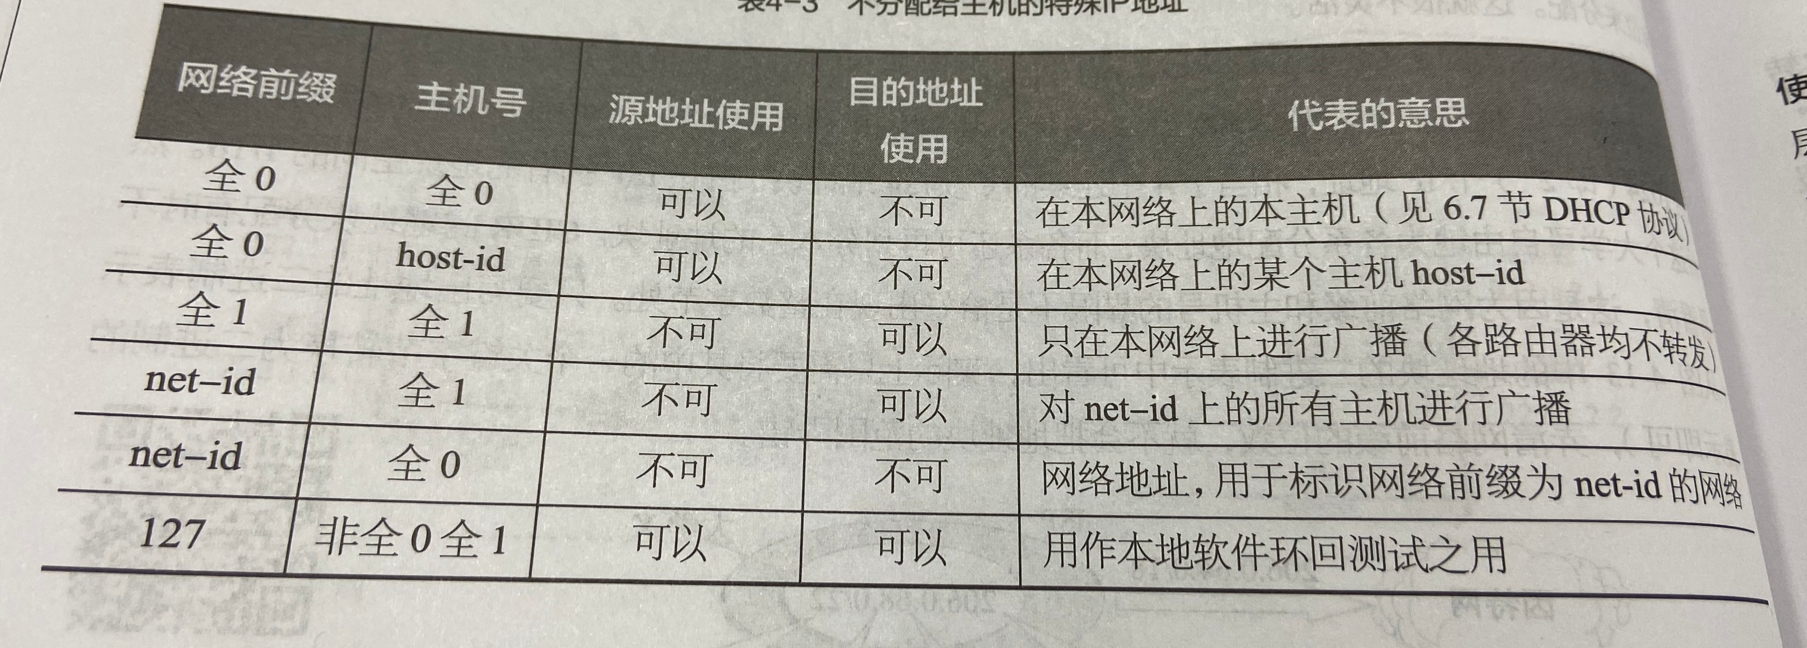 表4-3 不分配给主机的特殊IP地址
网络前缀 主机号 源地址使用 目的地址使用 代表的意思
全0 全0 可以 不可 在本网络上的本主机（见 6.7 节 DHCP 协议）
全0 host-id 可以 不可 在本网络上的某个主机 host-id
全1 全1 不可 可以 只在本网络上进行广播（各路由器均不转发）
net-id 全1 不可 可以 对 net-id 上的所有主机进行广播
net-id 全0 不可 不可 网络地址，用于标识网络前缀为 net-id 的网络
127 非全0全1 可以 可以 用作本地软件环回测试之用
使